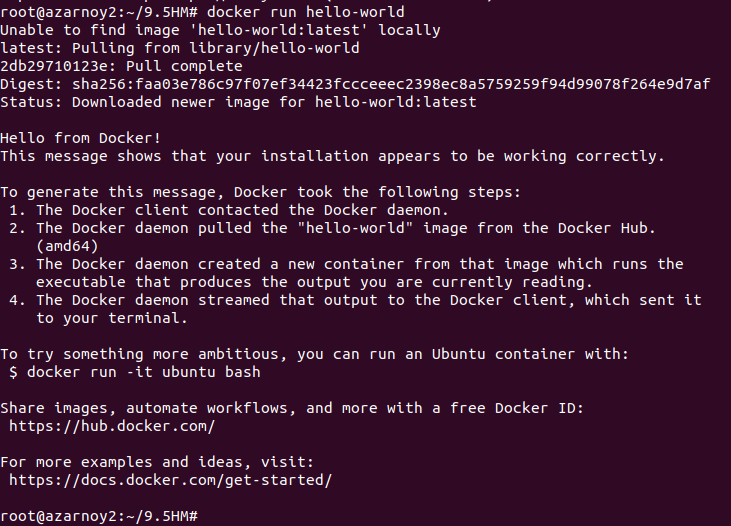 root@azarnoy2:~/9.5HM# docker run hello-world
Unable to find image 'hello-world:latest' locally
latest: Pulling from library/hello-world
2db29710123e: Pull complete
Digest: sha256:faa03e786c97f07ef34423fccceeec2398ec8a5759259f94d99078f264e9d7af
Status: Downloaded newer image for hello-world:latest
Hello from Docker!
This message shows that your installation appears to be working correctly.
To generate this message, Docker took the following steps:
1. The Docker client contacted the Docker daemon.
2. The Docker daemon pulled the "hello-world" image from the Docker Hub.
(amd64)
3. The Docker daemon created a new container from that image which runs the
executable that produces the output you are currently reading.
4. The Docker daemon streamed that output to the Docker client, which sent it
to your terminal.
To try something more ambitious, you can run an Ubuntu container with:
$ docker run -it ubuntu bash
Share images, automate workflows, and more with a free Docker ID:
https://hub.docker.com/
For more examples and ideas, visit:
https://docs.docker.com/get-started/
root@azarnoy2:~/9.5HM#